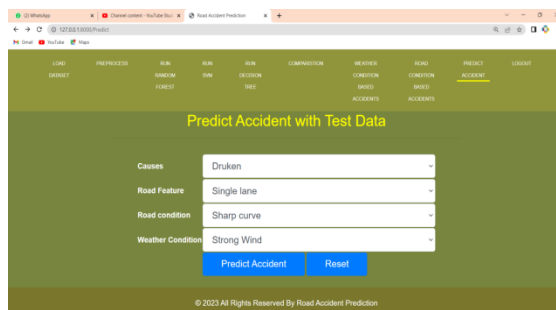 (2) WhatsApp
Channel content - YouTube Studi
Road Accident Prediction
127.0.0.1:8000/Predict
Gmail YouTube Maps
LOAD DATASET
PREPROCESS
RUN RANDOM FOREST
RUN SVM
RUN DECISION TREE
WEATHER CONDITION BASED ACCIDENTS
ROAD CONDITION BASED ACCIDENTS
PREDICT ACCIDENT
LOGOUT
Predict Accident with Test Data
Causes Druken
Road Feature Single lane
Road condition Sharp curve
Weather Condition Strong Wind
Predict Accident Reset
© 2023 All Rights Reserved By Road Accident Prediction